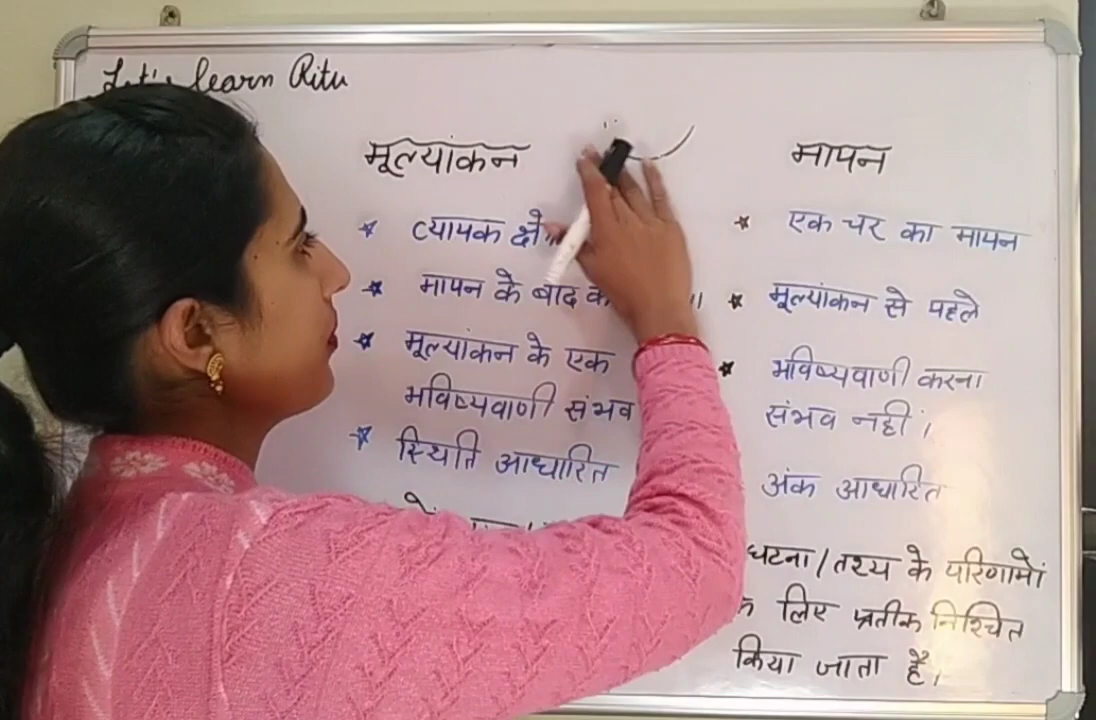 Let's learn Ritu
मूल्यांकन
व्यापक क्षे
मापन के बाद क
मूल्यांकन के एक
भविष्यवाणी संभव
स्थिति आधारित
मापन
एक चर का मापन
मूल्यांकन से पहले
भविष्यवाणी करना
संभव नही।
अंक आधारित
घटना/तथ्य के परिणामों
लिए प्रतीक निश्चित
किया जाता है।